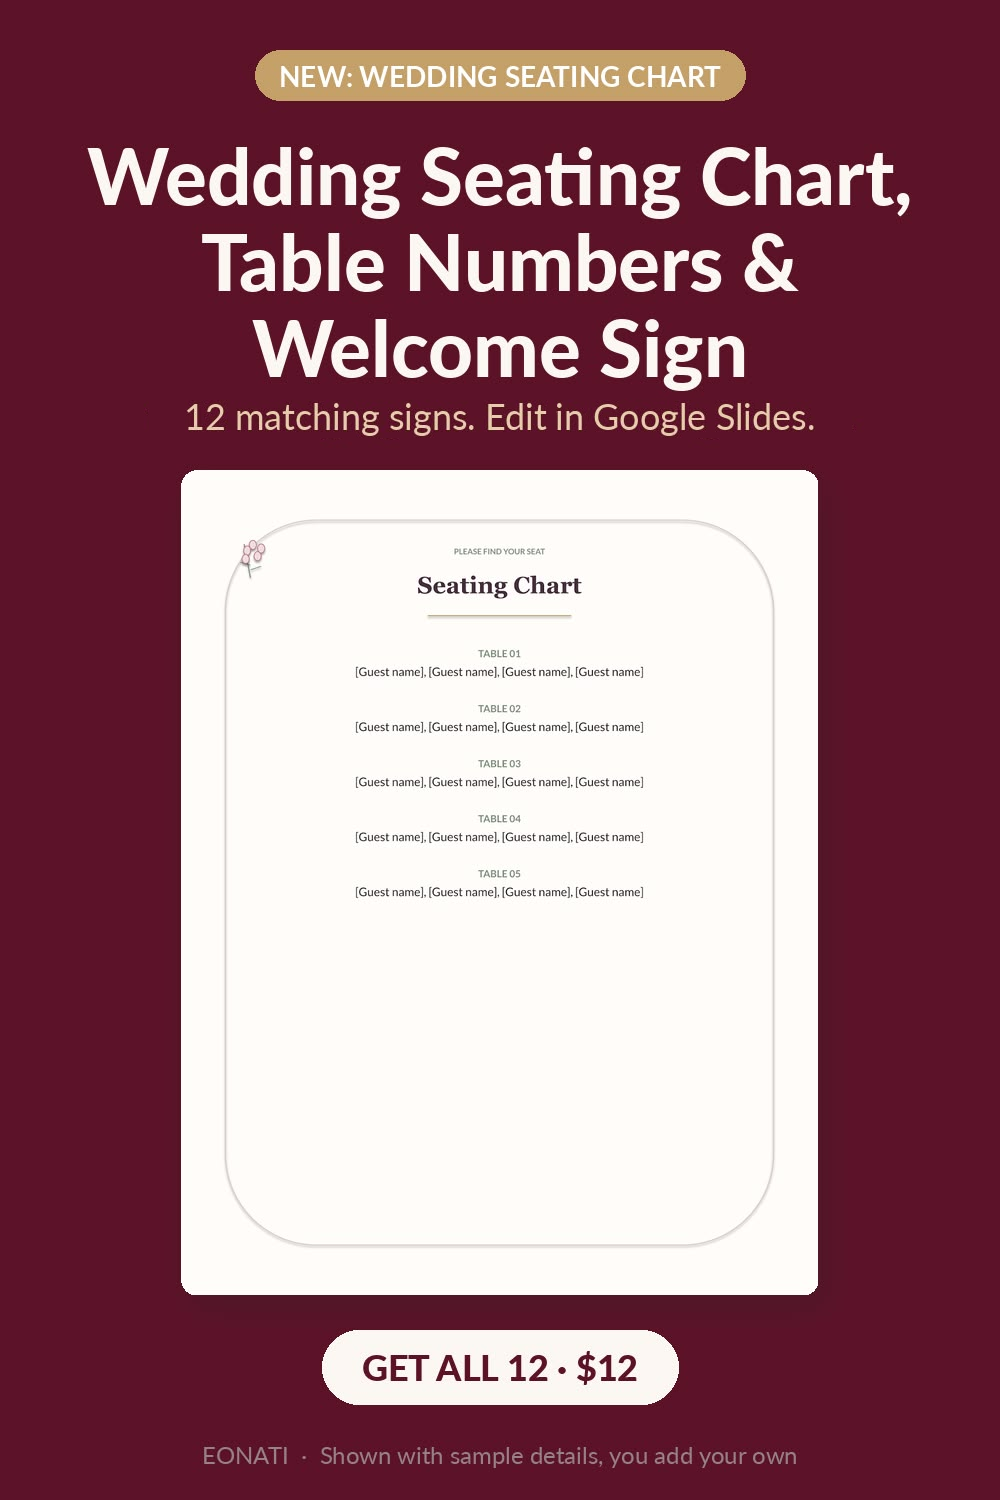 NEW: WEDDING SEATING CHART
Wedding Seating Chart,
Table Numbers &
Welcome Sign
12 matching signs. Edit in Google Slides.
PLEASE FIND YOUR SEAT
Seating Chart
TABLE 01
[Guest name], [Guest name], [Guest name], [Guest name]
TABLE 02
[Guest name], [Guest name], [Guest name], [Guest name]
TABLE 03
[Guest name], [Guest name], [Guest name], [Guest name]
TABLE 04
[Guest name], [Guest name], [Guest name], [Guest name]
TABLE 05
[Guest name], [Guest name], [Guest name], [Guest name]
GET ALL 12 · $12
EONATI · Shown with sample details, you add your own